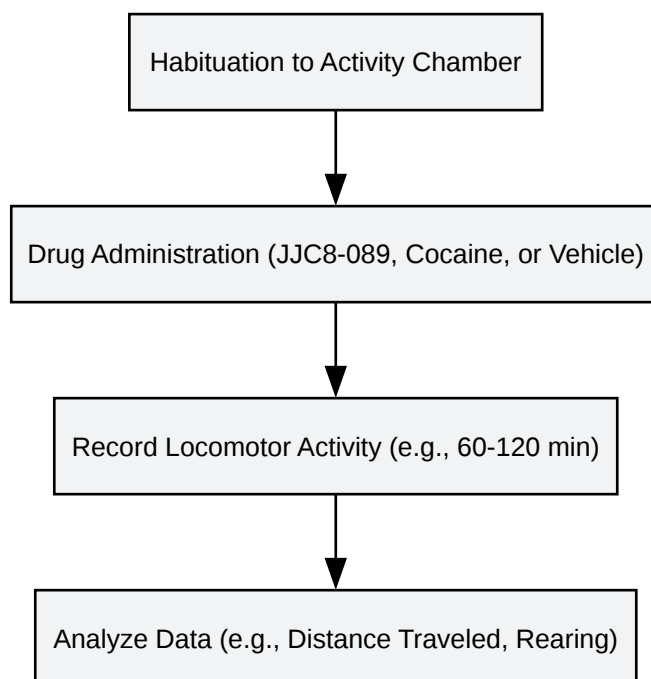 Habituation to Activity Chamber
Drug Administration (JJC8-089, Cocaine, or Vehicle)
Record Locomotor Activity (e.g., 60-120 min)
Analyze Data (e.g., Distance Traveled, Rearing)